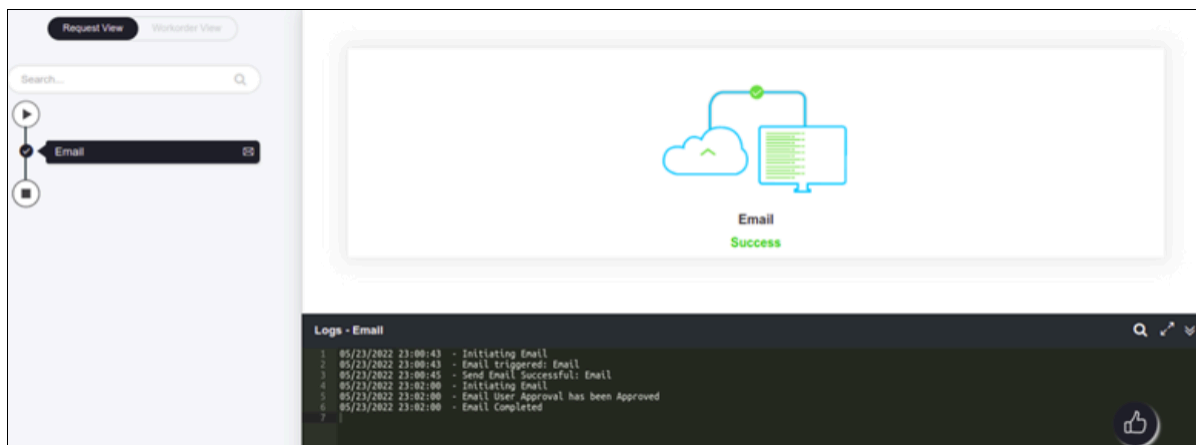 Request View
Workorder View
Search...
Email
Email
Success
Logs - Email
1 05/23/2022 23:00:43 - Initiating Email
2 05/23/2022 23:00:43 - Email triggered: Email
3 05/23/2022 23:00:45 - Send Email Successful: Email
4 05/23/2022 23:02:00 - Initiating Email
5 05/23/2022 23:02:00 - Email User Approval has been Approved
6 05/23/2022 23:02:00 - Email Completed
7